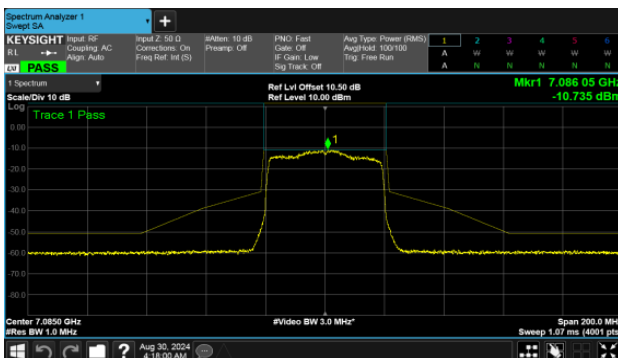 Spectrum Analyzer 1
Swept SA
+
KEYSIGHT Input: RF Input Z: 50 Ω #Atten: 10 dB PNO: Fast Avg Type: Power (RMS) 1 2 3 4 5 6
RL Coupling: AC Corrections: On Preamp: Off Gate: Off Avg|Hold: 100/100 A W W W W W
Align: Auto Freq Ref: Int (S) IF Gain: Low Trig: Free Run
LXI PASS Sig Track: Off A N N N N N
1 Spectrum Ref Lvl Offset 10.50 dB Mkr1 7.086 05 GHz
Scale/Div 10 dB Ref Level 10.00 dBm -10.735 dBm
Log
Trace 1 Pass
0.00
1
-10.0
-20.0
-30.0
-40.0
-50.0
-60.0
-70.0
-80.0
Center 7.0850 GHz #Video BW 3.0 MHz* Span 200.0 MH
#Res BW 1.0 MHz Sweep 1.07 ms (4001 pts
? Aug 30, 2024
4:18:00 AM